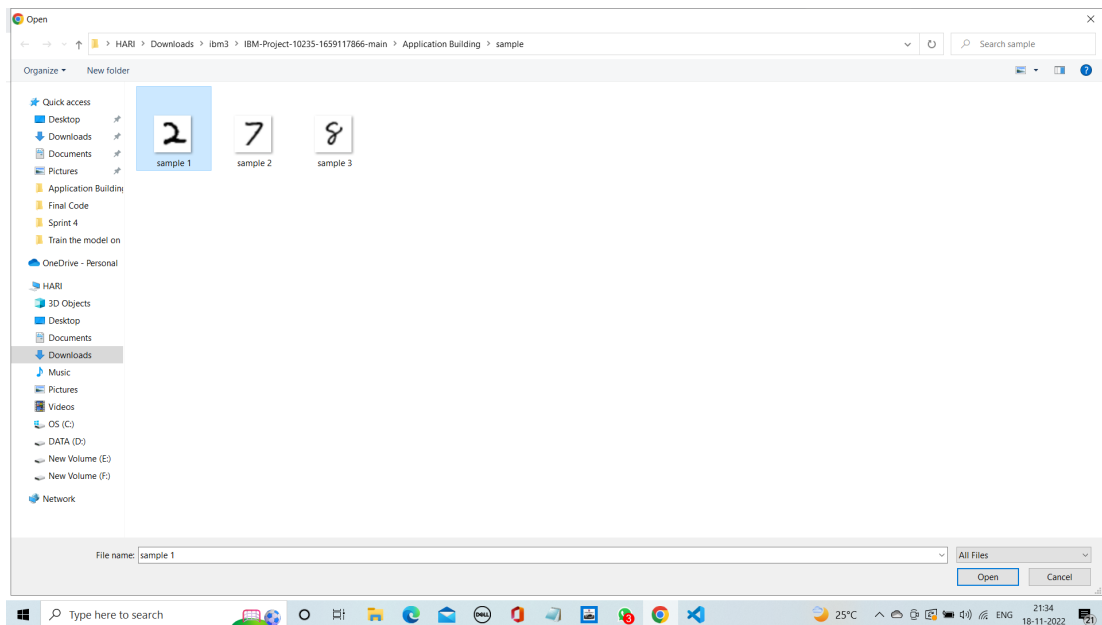 Open
HARI > Downloads > ibm3 > IBM-Project-10235-1659117866-main > Application Building > sample
Search sample
Organize New folder
Quick access
Desktop
Downloads
Documents
Pictures
Application Building
Final Code
Sprint 4
Train the model on
OneDrive - Personal
HARI
3D Objects
Desktop
Documents
Downloads
Music
Pictures
Videos
OS (C:)
DATA (D:)
New Volume (E:)
New Volume (F:)
Network
2 7 8
sample 1 sample 2 sample 3
File name: sample 1 All Files
Open Cancel
Type here to search DELL 3 25°C ENG 21:34
18-11-2022 21